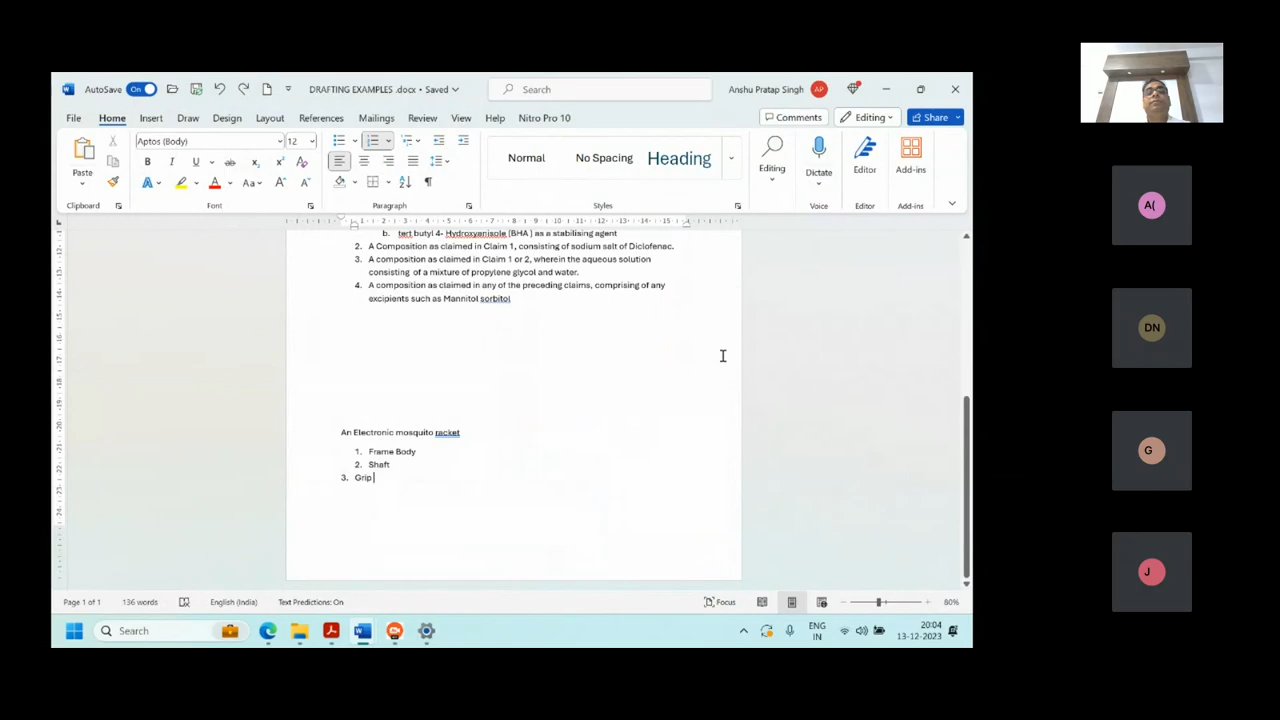 AutoSave On DRAFTING EXAMPLES .docx • Saved Search Anshu Pratap Singh AP
File Home Insert Draw Design Layout References Mailings Review View Help Nitro Pro 10 Comments Editing Share
Aptos (Body) 12
Paste
Normal No Spacing Heading
Editing Dictate Editor Add-ins
Clipboard Font Paragraph Styles Voice Editor Add-ins
b. tert butyl 4- Hydroxyanisole (BHA ) as a stabilising agent
2. A Composition as claimed in Claim 1, consisting of sodium salt of Diclofenac.
3. A composition as claimed in Claim 1 or 2, wherein the aqueous solution
consisting of a mixture of propylene glycol and water.
4. A composition as claimed in any of the preceding claims, comprising of any
excipients such as Mannitol sorbitol
An Electronic mosquito racket
1. Frame Body
2. Shaft
3. Grip
Page 1 of 1 136 words English (India) Text Predictions: On Focus 80%
Search ENG IN 20:04 13-12-2023
A(
DN
G
J